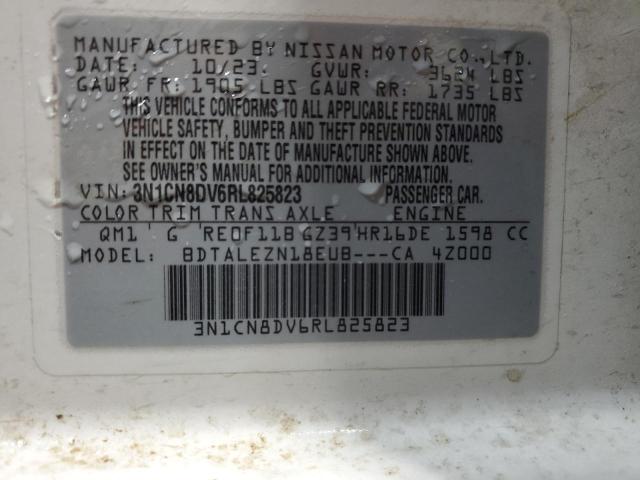 MANUFACTURED BY NISSAN MOTOR CO.,LTD.
DATE: 10/23 GVWR: 3624 LBS
GAWR FR: 1905 LBS GAWR RR: 1735 LBS
THIS VEHICLE CONFORMS TO ALL APPLICABLE FEDERAL MOTOR
VEHICLE SAFETY, BUMPER AND THEFT PREVENTION STANDARDS
IN EFFECT ON THE DATE OF MANUFACTURE SHOWN ABOVE.
SEE OWNER'S MANUAL FOR ADDITIONAL INFORMATION.
VIN: 3N1CN8DV6RL825823 PASSENGER CAR.
COLOR TRIM TRANS AXLE ENGINE
QM1 G RE0F11B GZ39 HR16DE 1598 CC
MODEL: BDTALEZN18EUB---CA 4Z000
3N1CN8DV6RL825823